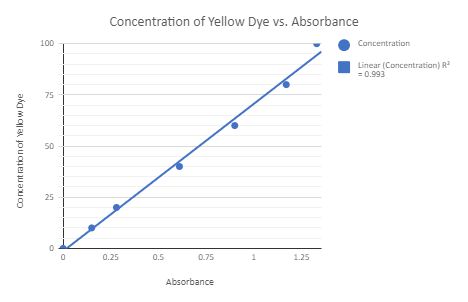 Concentration of Yellow Dye vs. Absorbance
Concentration
Linear (Concentration) R²
= 0.993
Concentration of Yellow Dye
100
75
50
25
0
0 0.25 0.5 0.75 1 1.25
Absorbance